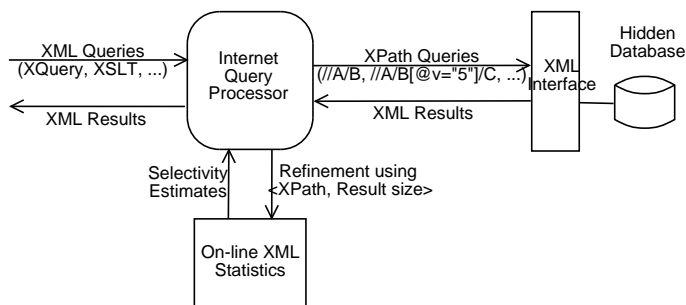 XML Queries
(XQuery, XSLT, ...)
XML Results
Internet
Query
Processor
XPath Queries
(//A/B, //A/B[@v="5"]/C, ...)
XML Results
XML
Interface
Hidden
Database
Selectivity
Estimates
Refinement using
<XPath, Result size>
On-line XML
Statistics